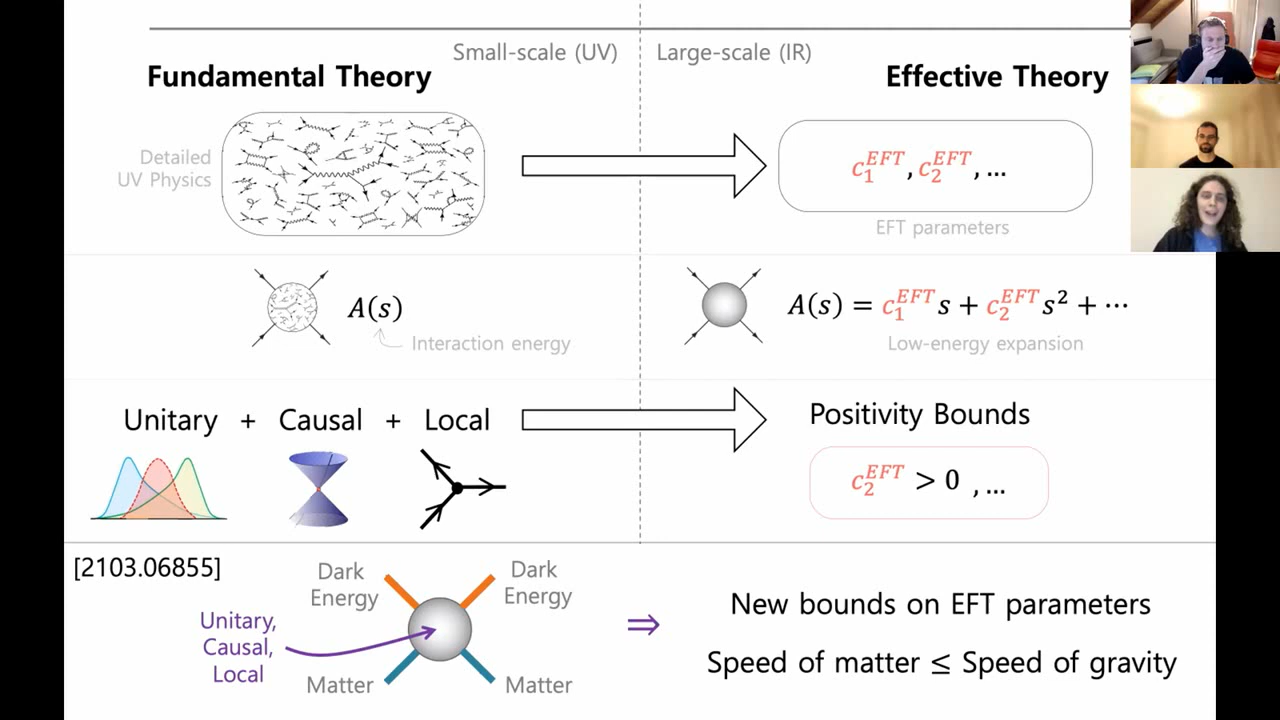 Small-scale (UV)
Large-scale (IR)
Fundamental Theory
Effective Theory
Detailed
UV Physics
c₁^EFT, c₂^EFT, ...
EFT parameters
A(s)
Interaction energy
A(s) = c₁^EFT s + c₂^EFT s² + ⋯
Low-energy expansion
Unitary + Causal + Local
Positivity Bounds
c₂^EFT > 0 , ...
[2103.06855]
Dark
Energy
Dark
Energy
Unitary,
Causal,
Local
Matter
Matter
⇒
New bounds on EFT parameters
Speed of matter ≤ Speed of gravity